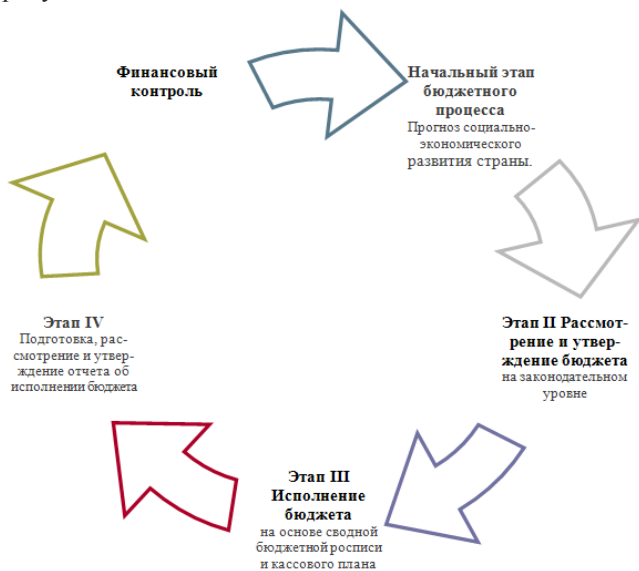 Финансовый
контроль
Начальный этап
бюджетного
процесса
Прогноз социально-
экономического
развития страны.
Этап II Рассмот-
рение и утвер-
ждение бюджета
на законодательном
уровне
Этап III
Исполнение
бюджета
на основе сводной
бюджетной росписи
и кассового плана
Этап IV
Подготовка, рас-
смотрение и утвер-
ждение отчета об
исполнении бюджета